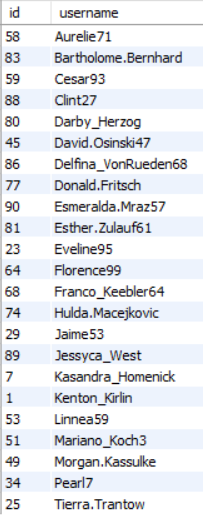 id username
58 Aurelie71
83 Bartholome.Bernhard
59 Cesar93
88 Clint27
80 Darby_Herzog
45 David.Osinski47
86 Delfina_VonRueden68
77 Donald.Fritsch
90 Esmeralda.Mraz57
81 Esther.Zulauf61
23 Eveline95
64 Florence99
68 Franco_Keebler64
74 Hulda.Macejkovic
29 Jaime53
89 Jessyca_West
7 Kasandra_Homenick
1 Kenton_Kirlin
53 Linnea59
51 Mariano_Koch3
49 Morgan.Kassulke
34 Pearl7
25 Tierra.Trantow